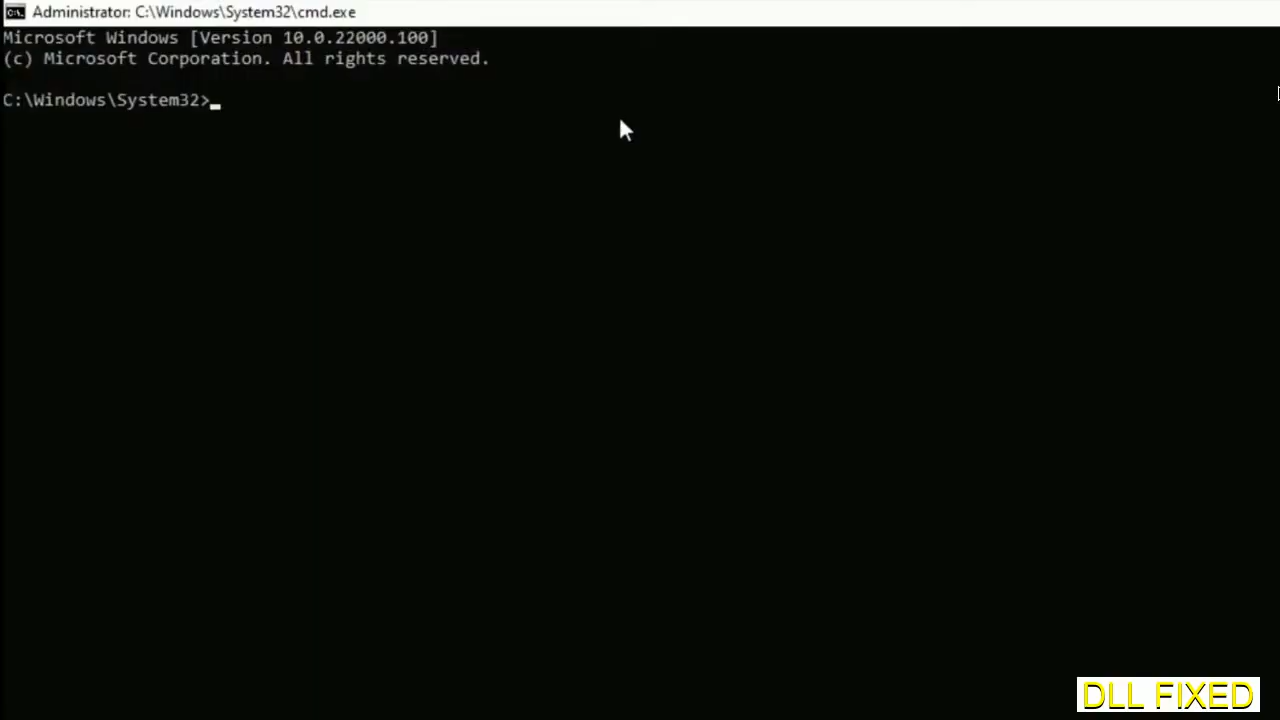 Administrator: C:\Windows\System32\cmd.exe
Microsoft Windows [Version 10.0.22000.100]
(c) Microsoft Corporation. All rights reserved.
C:\Windows\System32>
DLL FIXED